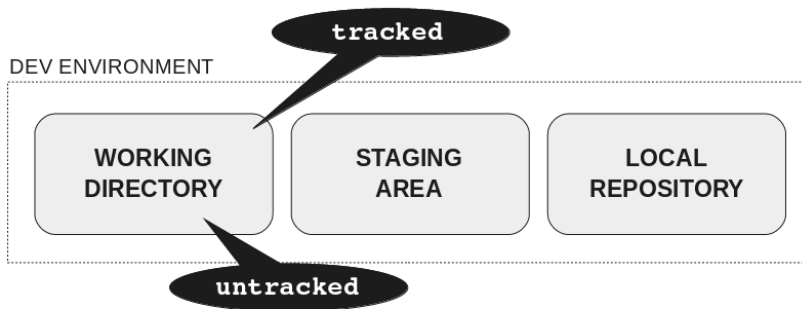 tracked
DEV ENVIRONMENT
WORKING
DIRECTORY
STAGING
AREA
LOCAL
REPOSITORY
untracked